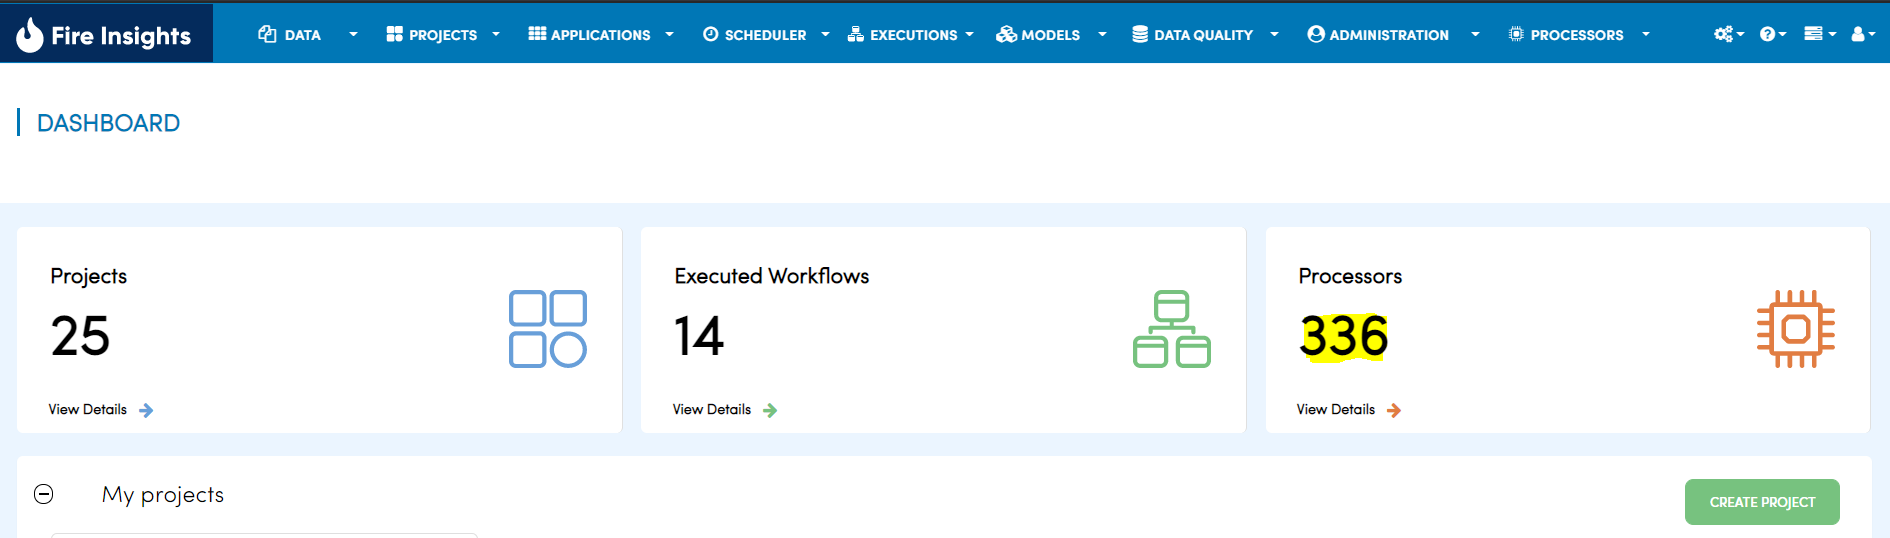 Fire Insights
DATA PROJECTS APPLICATIONS SCHEDULER EXECUTIONS MODELS DATA QUALITY ADMINISTRATION PROCESSORS
DASHBOARD
Projects
25
View Details
Executed Workflows
14
View Details
Processors
336
View Details
My projects
CREATE PROJECT